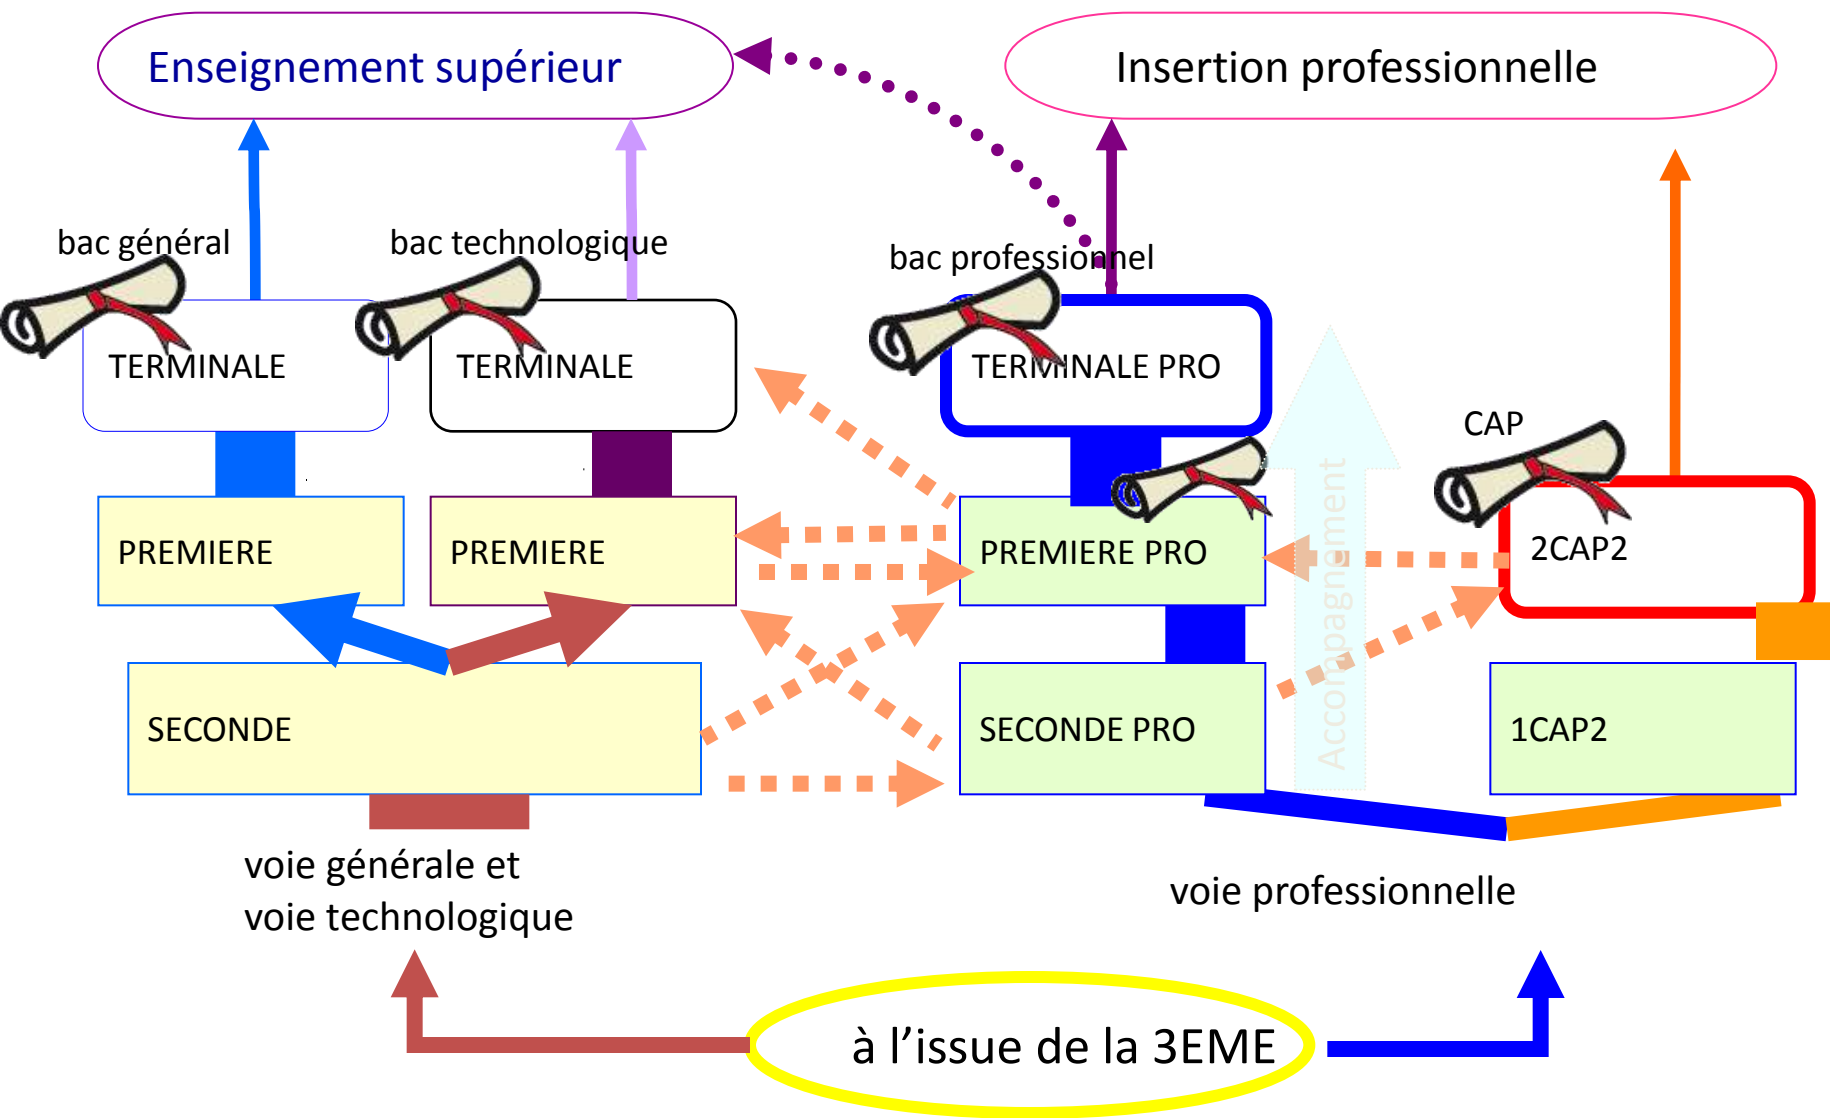 Enseignement supérieur
Insertion professionnelle
bac général
bac technologique
bac professionnel
TERMINALE
TERMINALE
TERMINALE PRO
CAP
PREMIERE
PREMIERE
PREMIERE PRO
2CAP2
Accompagnement
SECONDE
SECONDE PRO
1CAP2
voie générale et
voie technologique
voie professionnelle
à l’issue de la 3EME